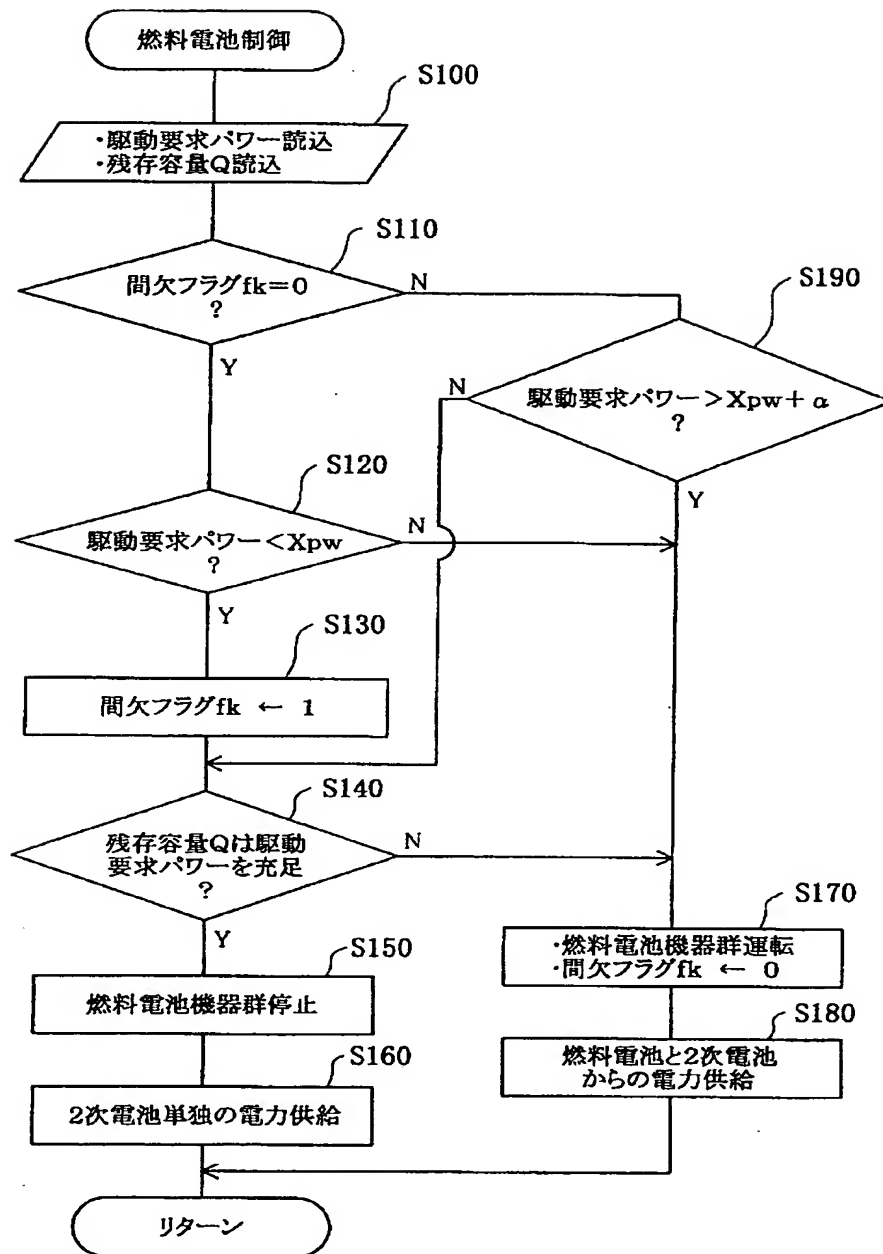 燃料電池制御
S100
・駆動要求パワー読込
・残存容量Q読込
S110
間欠フラグfk＝0
?
N
Y
S190
駆動要求パワー＞Xpw＋α
?
N
Y
S120
駆動要求パワー＜Xpw
?
N
Y
S130
間欠フラグfk ← 1
S140
残存容量Qは駆動
要求パワーを充足
?
N
Y
S150
燃料電池機器群停止
S160
2次電池単独の電力供給
S170
・燃料電池機器群運転
・間欠フラグfk ← 0
S180
燃料電池と2次電池
からの電力供給
リターン